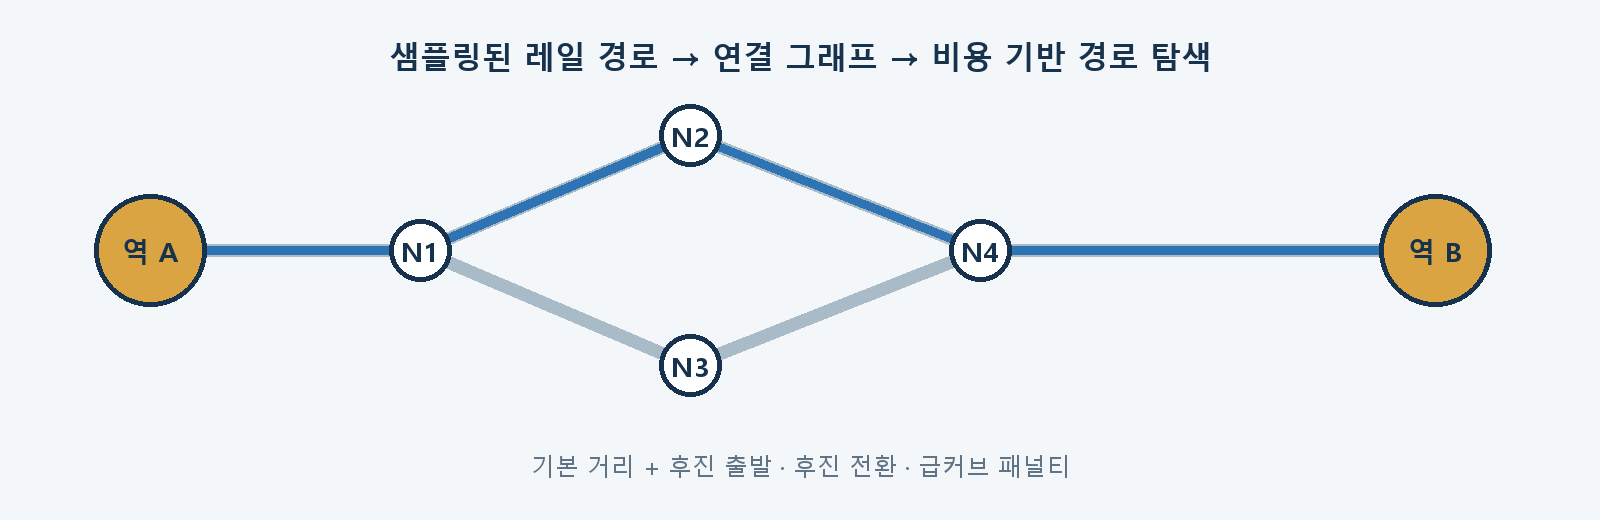 샘플링된 레일 경로 → 연결 그래프 → 비용 기반 경로 탐색
N2
역 A
N1
N4
역 B
N3
기본 거리 + 후진 출발 · 후진 전환 · 급커브 패널티